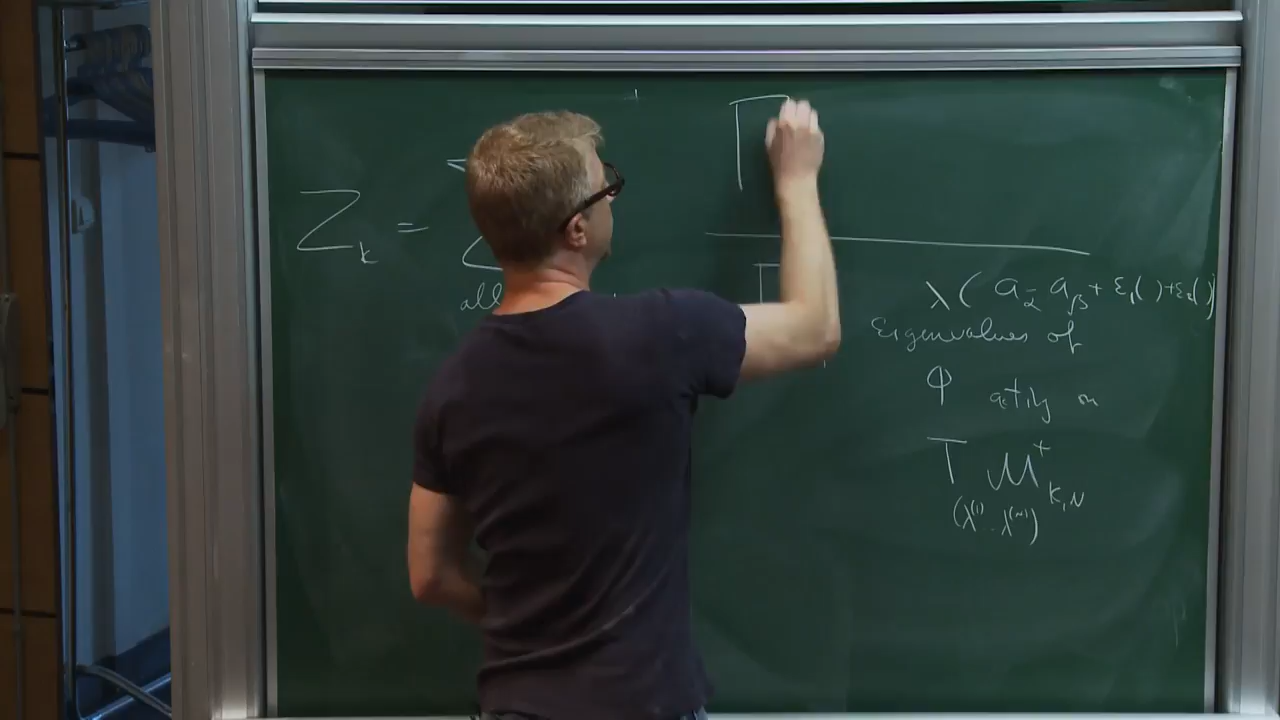 Z_k = Σ
all
Π
Π λ(a_α - a_β + ε_1( ) + ε_2( ))
Eigenvalues of
φ acting on
T M^+_{k,N}
(λ^{(1)} .. λ^{(N)})